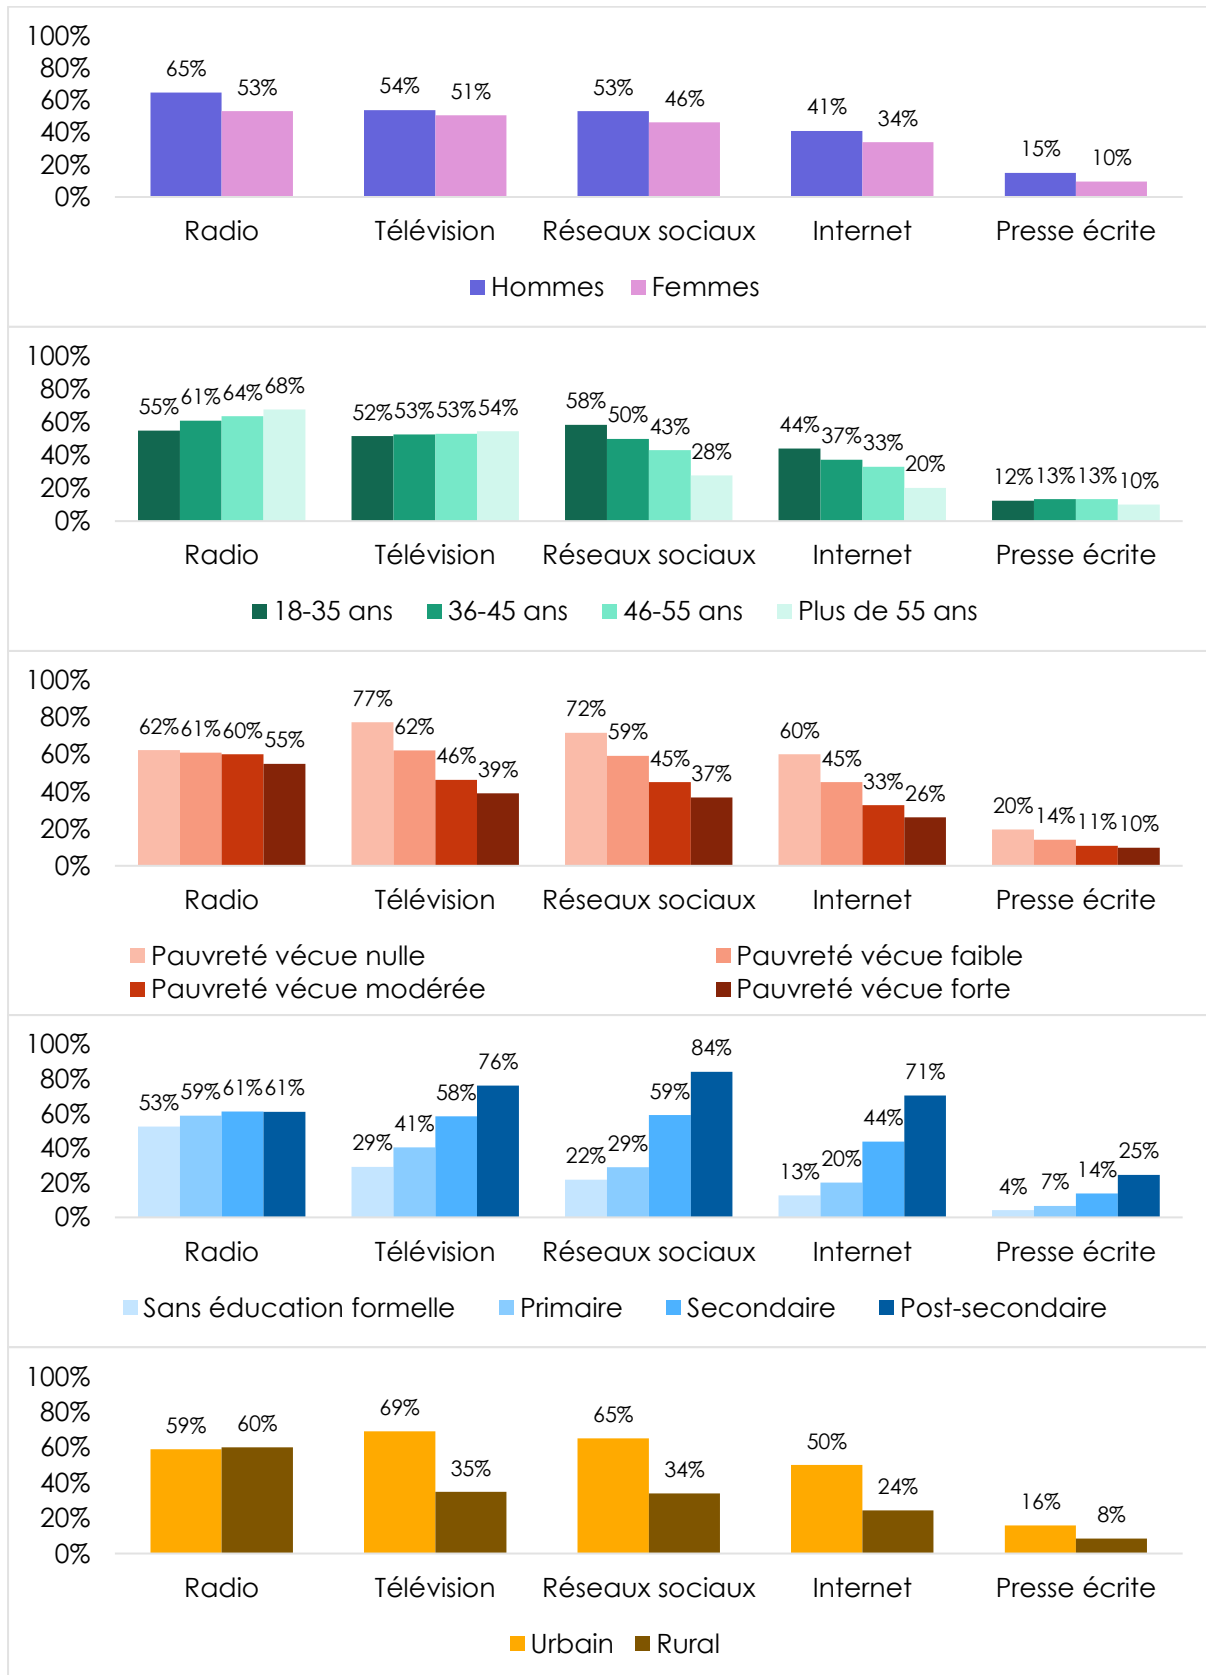 100%
80%
60%
40%
20%
0%
65%
53%
54%
51%
53%
46%
41%
34%
15%
10%
Radio
Télévision
Réseaux sociaux
Internet
Presse écrite
Hommes
Femmes
100%
80%
60%
40%
20%
0%
55%
61%
64%
68%
52%
53%
53%
54%
58%
50%
43%
28%
44%
37%
33%
20%
12%
13%
13%
10%
Radio
Télévision
Réseaux sociaux
Internet
Presse écrite
18-35 ans
36-45 ans
46-55 ans
Plus de 55 ans
100%
80%
60%
40%
20%
0%
62%
61%
60%
55%
77%
62%
46%
39%
72%
59%
45%
37%
60%
45%
33%
26%
20%
14%
11%
10%
Radio
Télévision
Réseaux sociaux
Internet
Presse écrite
Pauvreté vécue nulle
Pauvreté vécue faible
Pauvreté vécue modérée
Pauvreté vécue forte
100%
80%
60%
40%
20%
0%
53%
59%
61%
61%
29%
41%
58%
76%
22%
29%
59%
84%
13%
20%
44%
71%
4%
7%
14%
25%
Radio
Télévision
Réseaux sociaux
Internet
Presse écrite
Sans éducation formelle
Primaire
Secondaire
Post-secondaire
100%
80%
60%
40%
20%
0%
59%
60%
69%
35%
65%
34%
50%
24%
16%
8%
Radio
Télévision
Réseaux sociaux
Internet
Presse écrite
Urbain
Rural